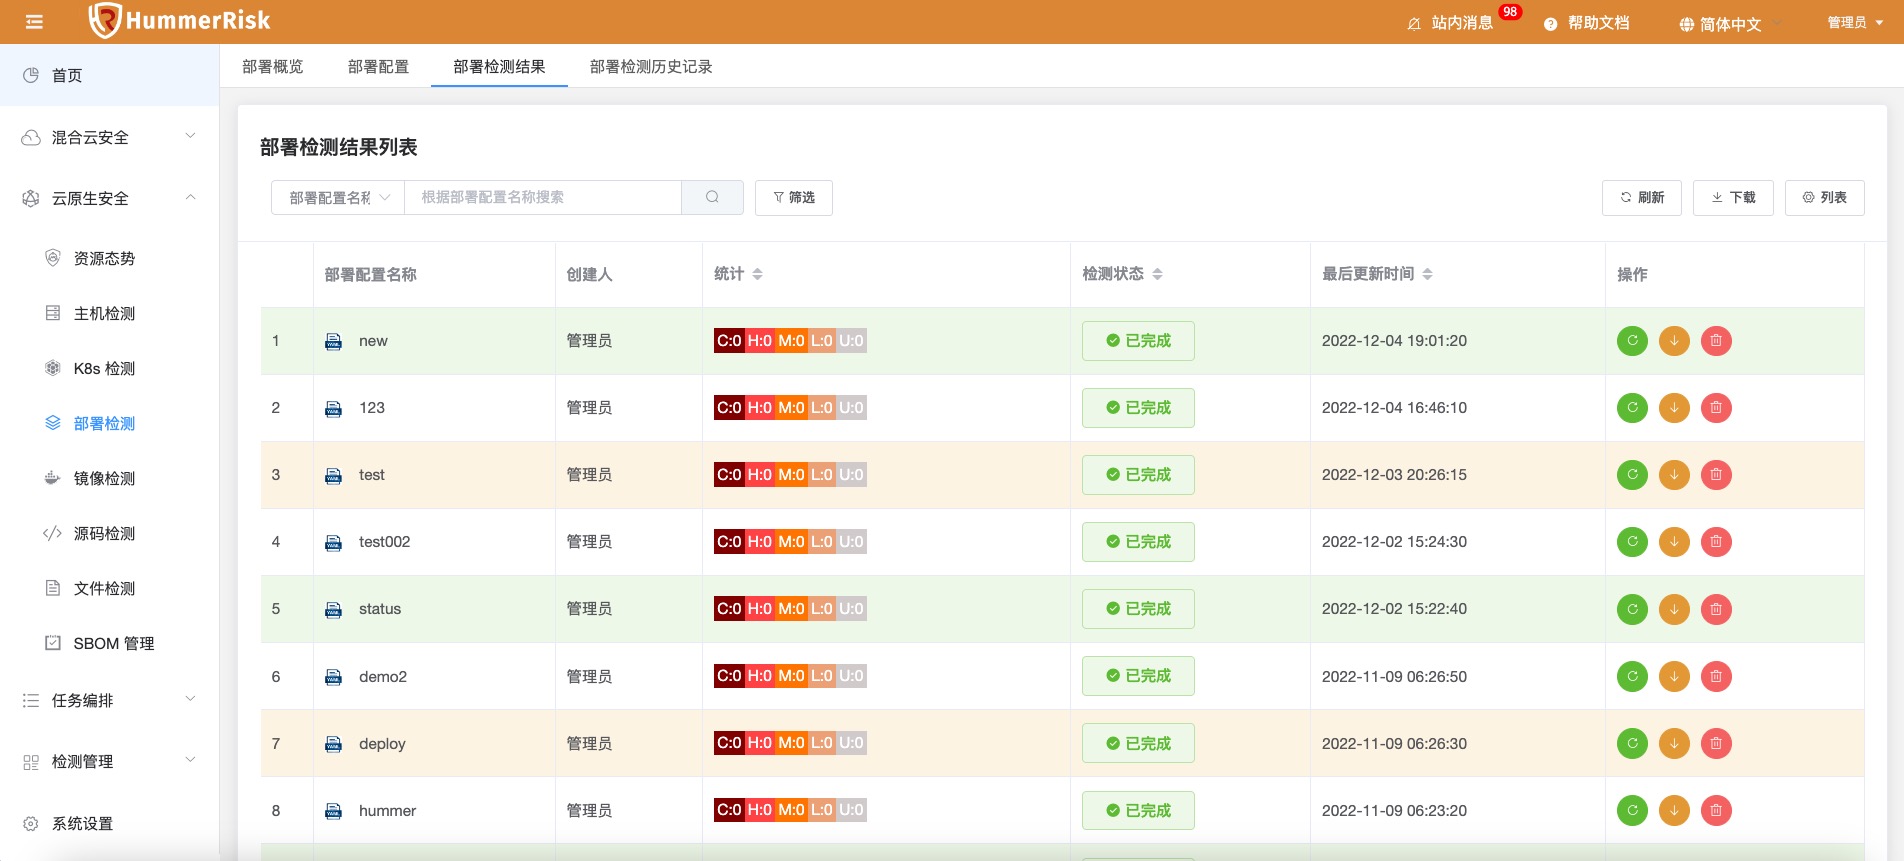 HummerRisk
站内消息 98
帮助文档
简体中文
管理员
首页
混合云安全
云原生安全
资源态势
主机检测
K8s 检测
部署检测
镜像检测
源码检测
文件检测
SBOM 管理
任务编排
检测管理
系统设置
部署概览 部署配置 部署检测结果 部署检测历史记录
部署检测结果列表
部署配置名称 根据部署配置名称搜索 筛选 刷新 下载 列表
部署配置名称 创建人 统计 检测状态 最后更新时间 操作
1 new 管理员 C:0 H:0 M:0 L:0 U:0 已完成 2022-12-04 19:01:20
2 123 管理员 C:0 H:0 M:0 L:0 U:0 已完成 2022-12-04 16:46:10
3 test 管理员 C:0 H:0 M:0 L:0 U:0 已完成 2022-12-03 20:26:15
4 test002 管理员 C:0 H:0 M:0 L:0 U:0 已完成 2022-12-02 15:24:30
5 status 管理员 C:0 H:0 M:0 L:0 U:0 已完成 2022-12-02 15:22:40
6 demo2 管理员 C:0 H:0 M:0 L:0 U:0 已完成 2022-11-09 06:26:50
7 deploy 管理员 C:0 H:0 M:0 L:0 U:0 已完成 2022-11-09 06:26:30
8 hummer 管理员 C:0 H:0 M:0 L:0 U:0 已完成 2022-11-09 06:23:20